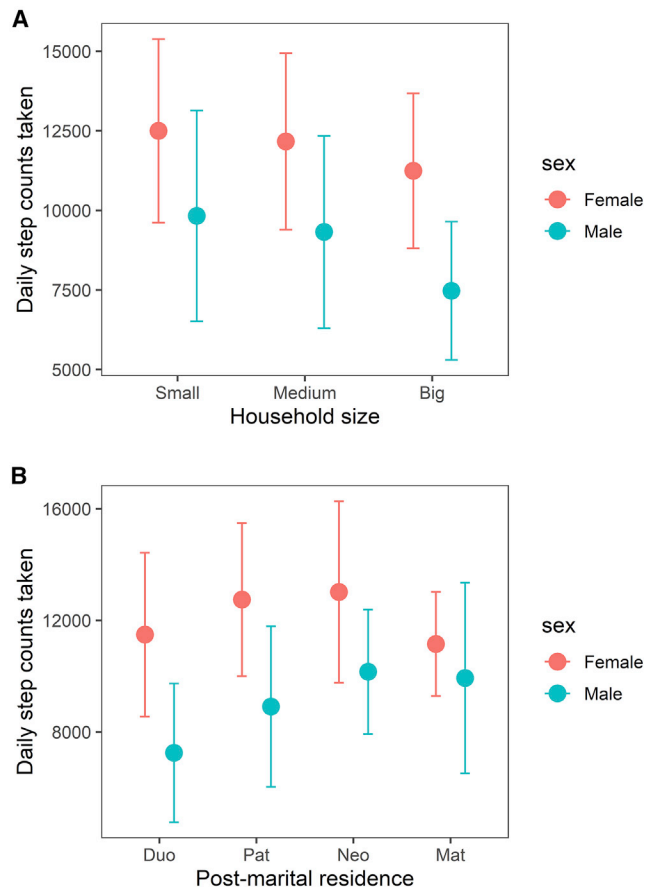 A
Daily step counts taken
15000
12500
10000
7500
5000
Small Medium Big
Household size
sex
Female
Male
B
Daily step counts taken
16000
12000
8000
Duo Pat Neo Mat
Post-marital residence
sex
Female
Male